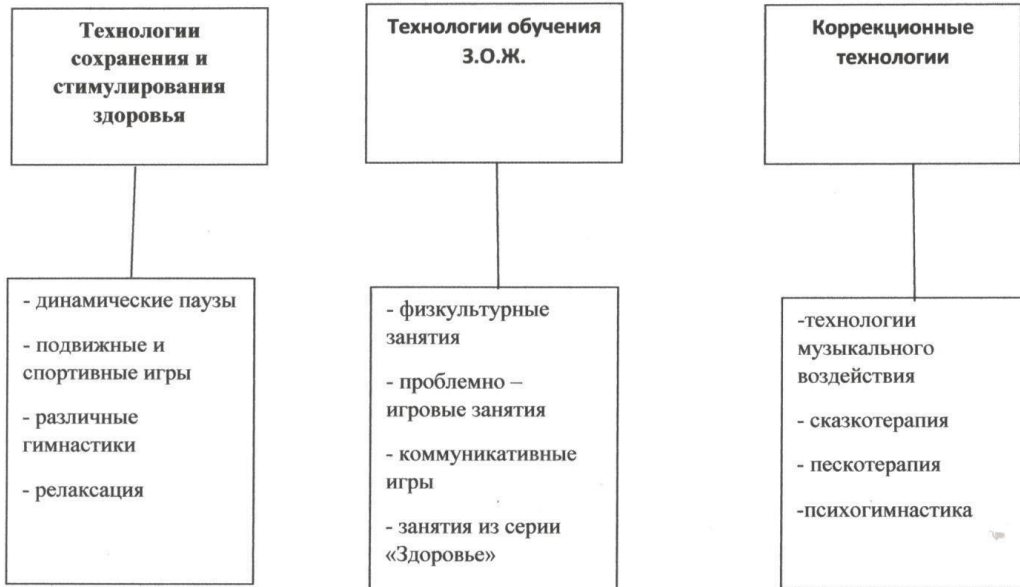 Технологии
сохранения и
стимулирования
здоровья
- динамические паузы
- подвижные и
спортивные игры
- различные
гимнастики
- релаксация
Технологии обучения
З.О.Ж.
- физкультурные
занятия
- проблемно –
игровые занятия
- коммуникативные
игры
- занятия из серии
«Здоровье»
Коррекционные
технологии
-технологии
музыкального
воздействия
- сказкотерапия
- пескотерапия
-психогимнастика